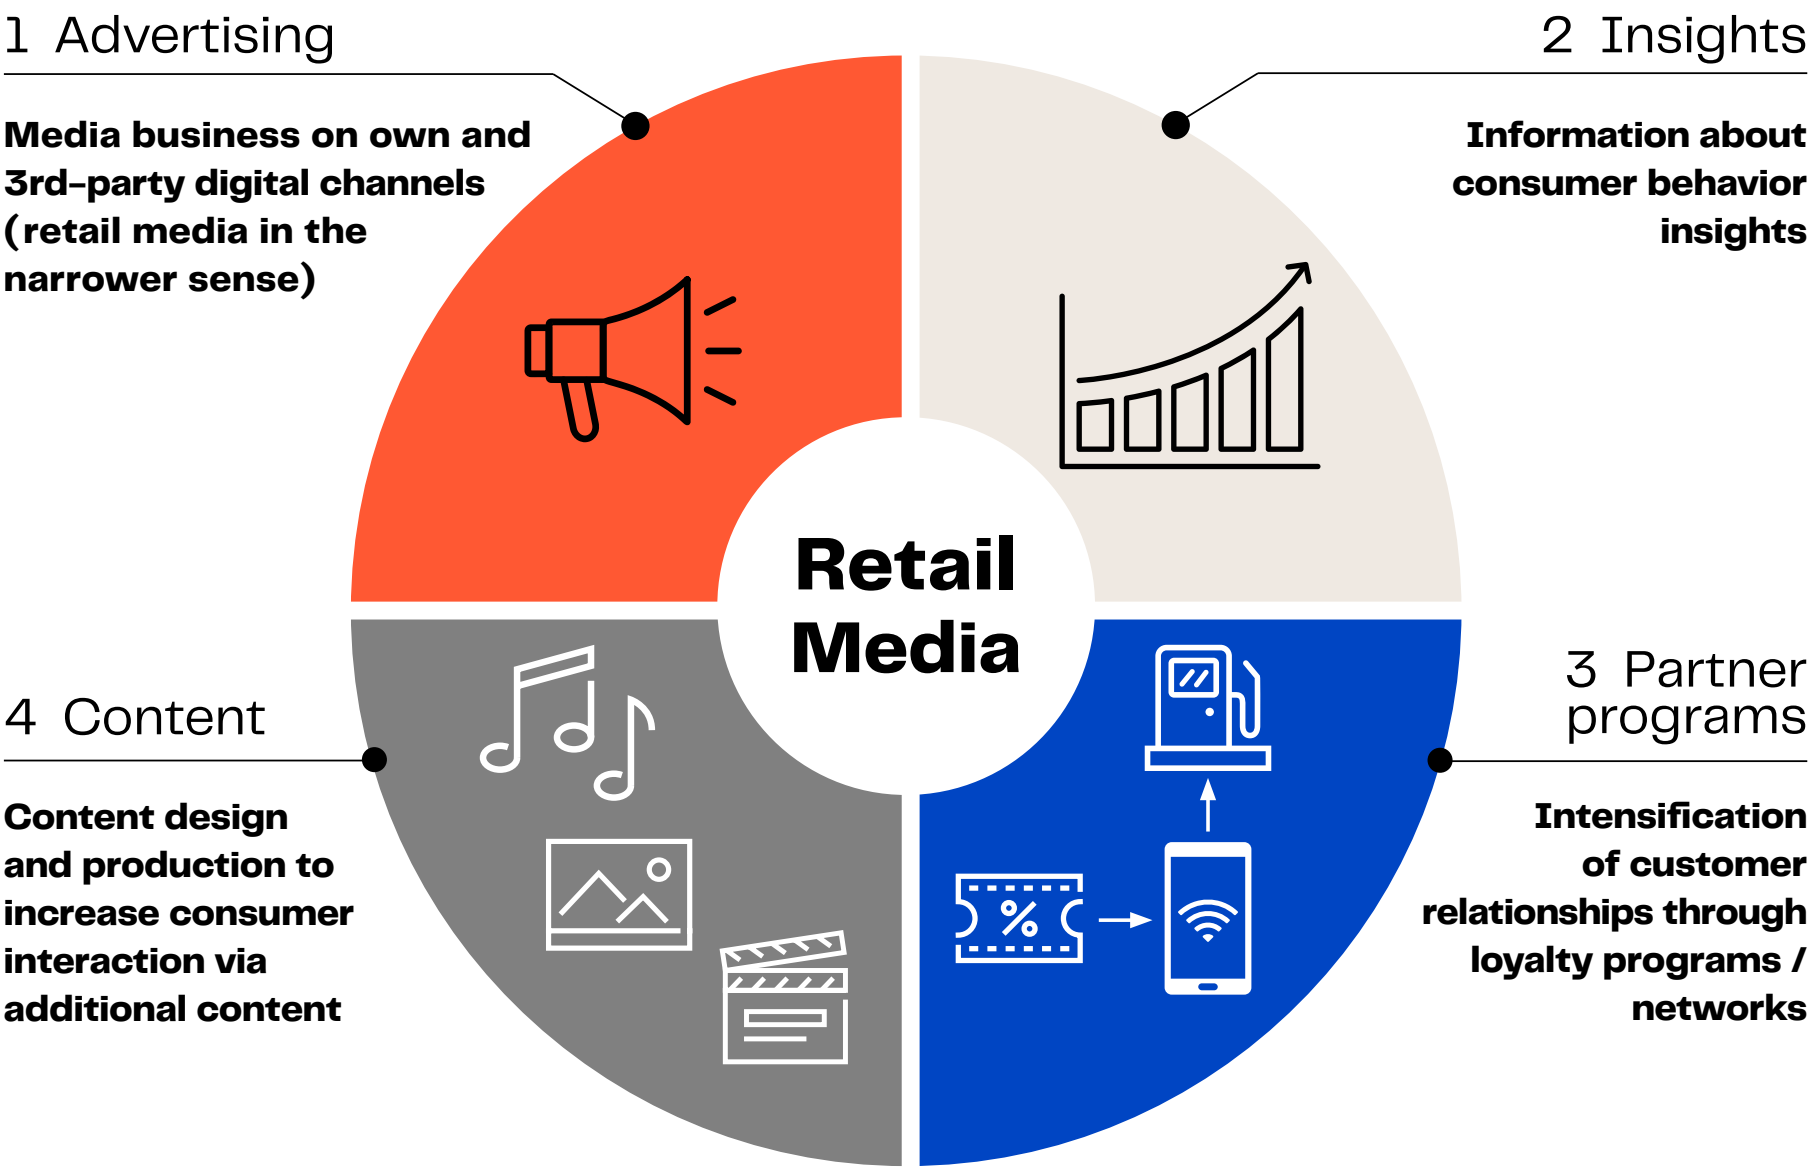 1 Advertising
Media business on own and
3rd-party digital channels
(retail media in the
narrower sense)
2 Insights
Information about
consumer behavior
insights
Retail
Media
3 Partner
programs
Intensification
of customer
relationships through
loyalty programs /
networks
%
4 Content
Content design
and production to
increase consumer
interaction via
additional content